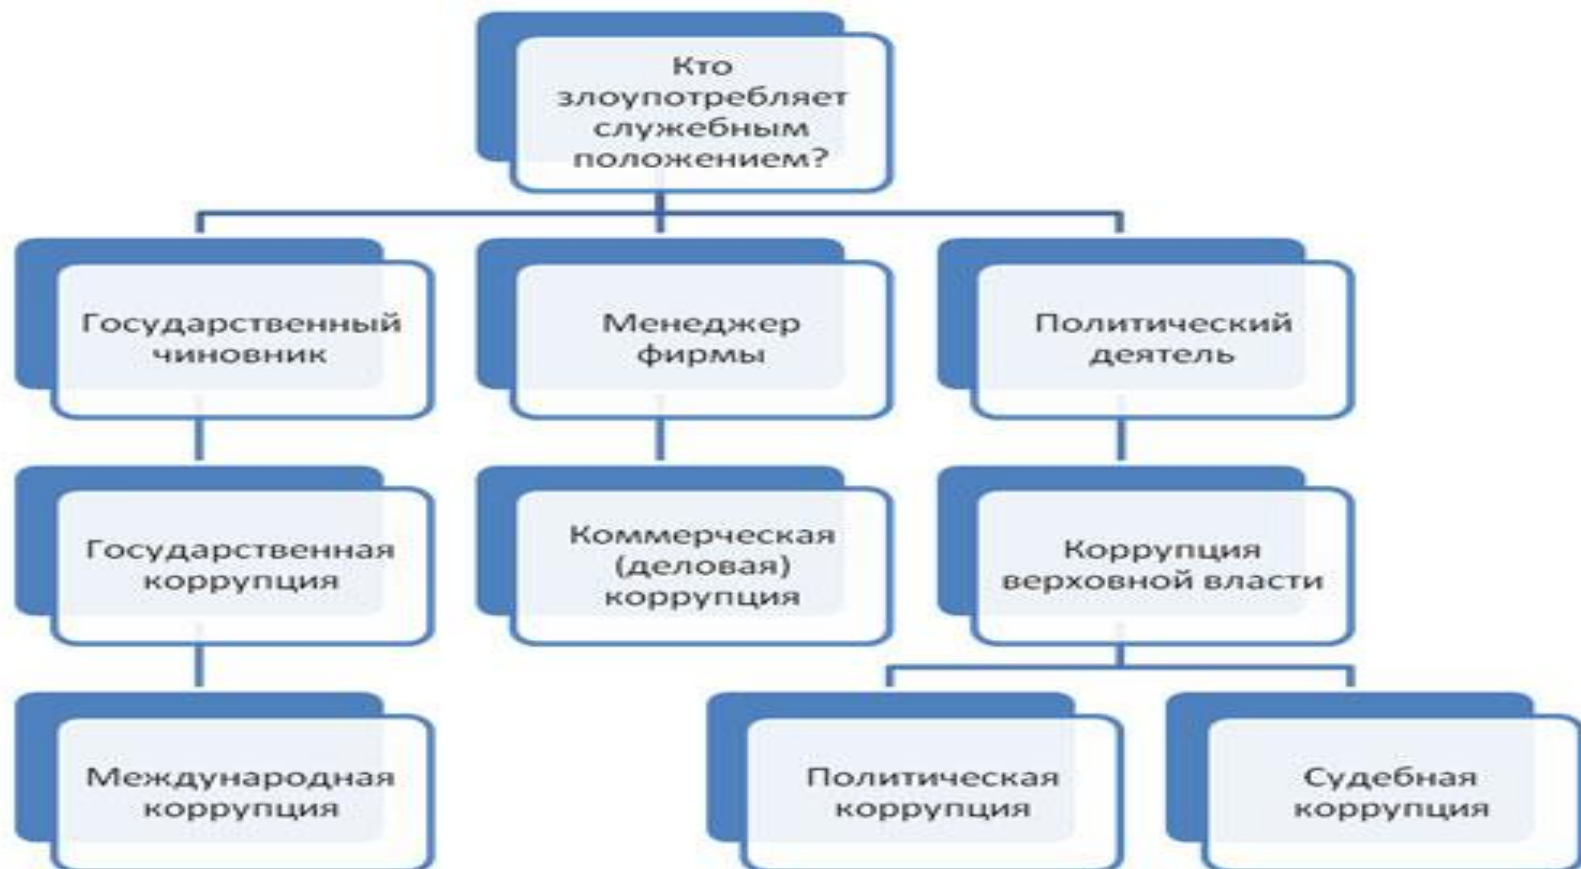 Кто
злоупотребляет
служебным
положением?
Государственный
чиновник
Менеджер
фирмы
Политический
деятель
Государственная
коррупция
Коммерческая
(деловая)
коррупция
Коррупция
верховной власти
Международная
коррупция
Политическая
коррупция
Судебная
коррупция